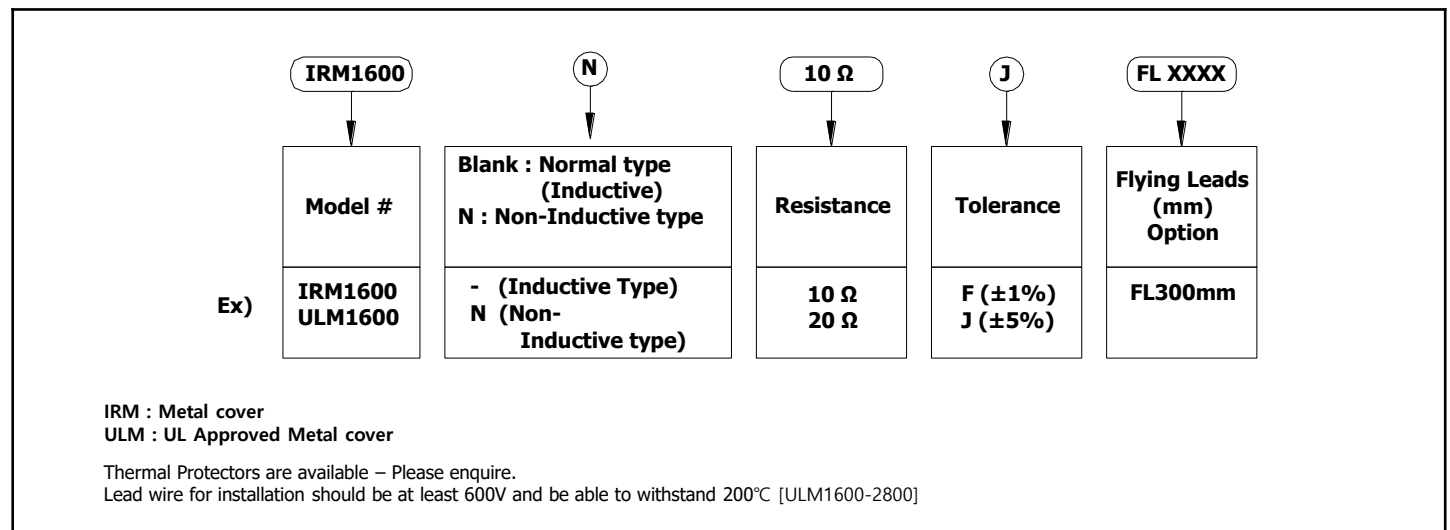 IRM1600 N 10 Ω J FL XXXX
Model #
Blank : Normal type
(Inductive)
N : Non-Inductive type
Resistance
Tolerance
Flying Leads
(mm)
Option
Ex)
IRM1600
ULM1600
- (Inductive Type)
N (Non-
Inductive type)
10 Ω
20 Ω
F (±1%)
J (±5%)
FL300mm
IRM : Metal cover
ULM : UL Approved Metal cover
Thermal Protectors are available – Please enquire.
Lead wire for installation should be at least 600V and be able to withstand 200℃ [ULM1600-2800]